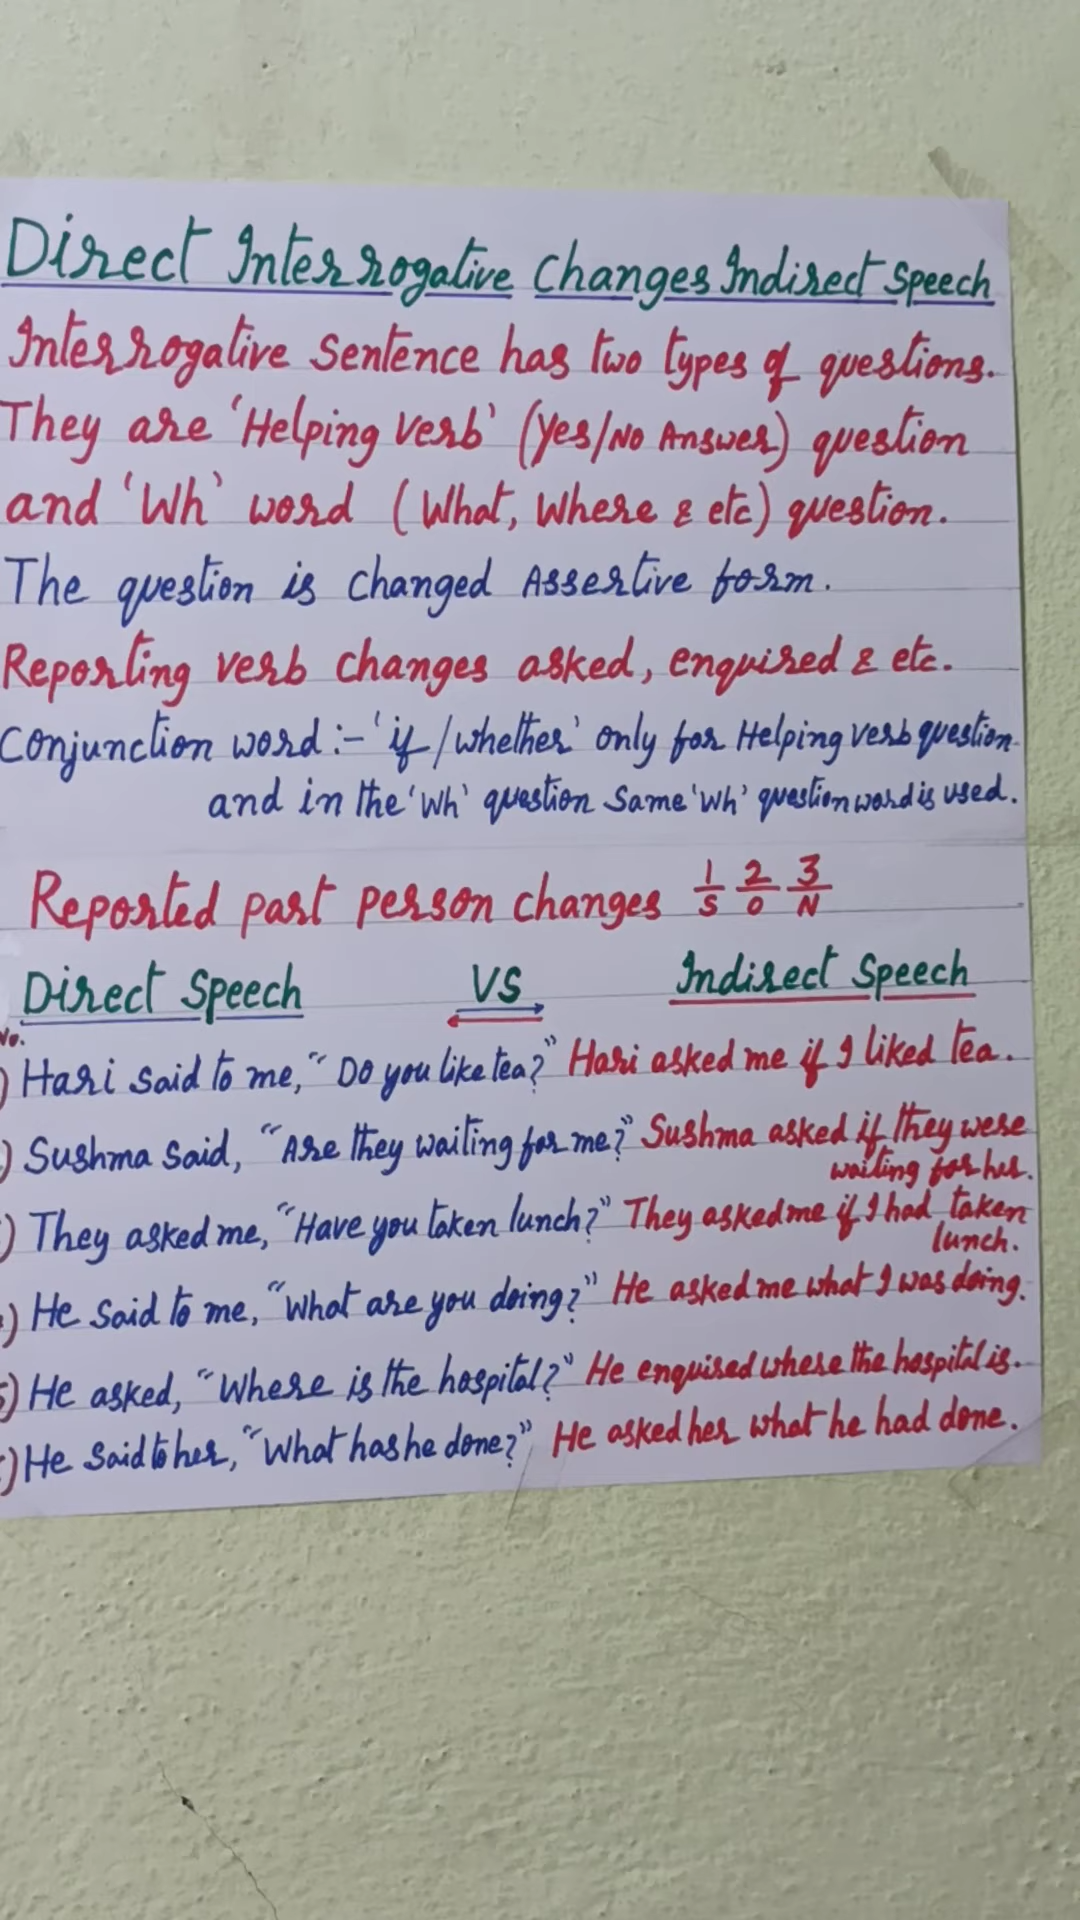 Direct Interrogative Changes Indirect Speech
Interrogative Sentence has two types of questions.
They are 'Helping Verb' (Yes/No Answer) question
and 'Wh' word (What, Where & etc) question.
The question is Changed Assertive form.
Reporting verb changes asked, enquired & etc.
Conjunction word :- 'if/whether' only for Helping verb question
and in the 'Wh' question Same 'Wh' question word is used.
Reported part person changes 1/S 2/O 3/N
Direct Speech VS Indirect Speech
No.
) Hari said to me, "Do you like tea?" Hari asked me if I liked tea.
) Sushma said, "Are they waiting for me?" Sushma asked if they were
waiting for her.
) They asked me, "Have you taken lunch?" They asked me if I had taken
lunch.
) He said to me, "What are you doing?" He asked me what I was doing.
5) He asked, "Where is the hospital?" He enquired where the hospital is.
) He said to her, "What has he done?" He asked her what he had done.